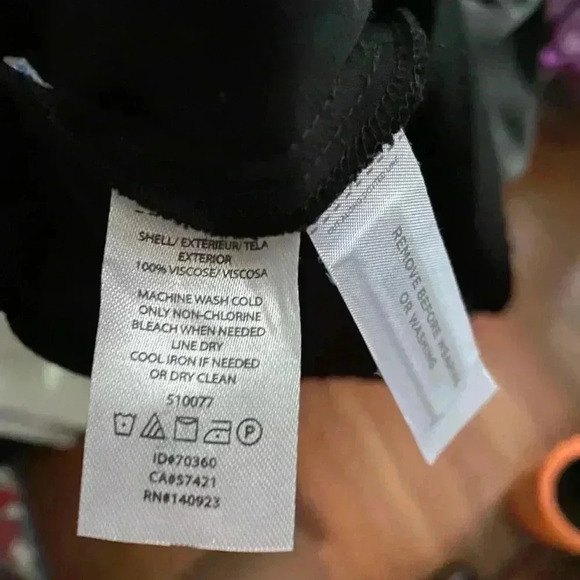 SHELL/ EXTERIEUR/ TELA
EXTERIOR
100% VISCOSE/ VISCOSA
MACHINE WASH COLD
ONLY NON-CHLORINE
BLEACH WHEN NEEDED
LINE DRY
COOL IRON IF NEEDED
OR DRY CLEAN
510077
P
ID#70360
CA#57421
RN#140923
REMOVE BEFORE WEARING
OR WASHING